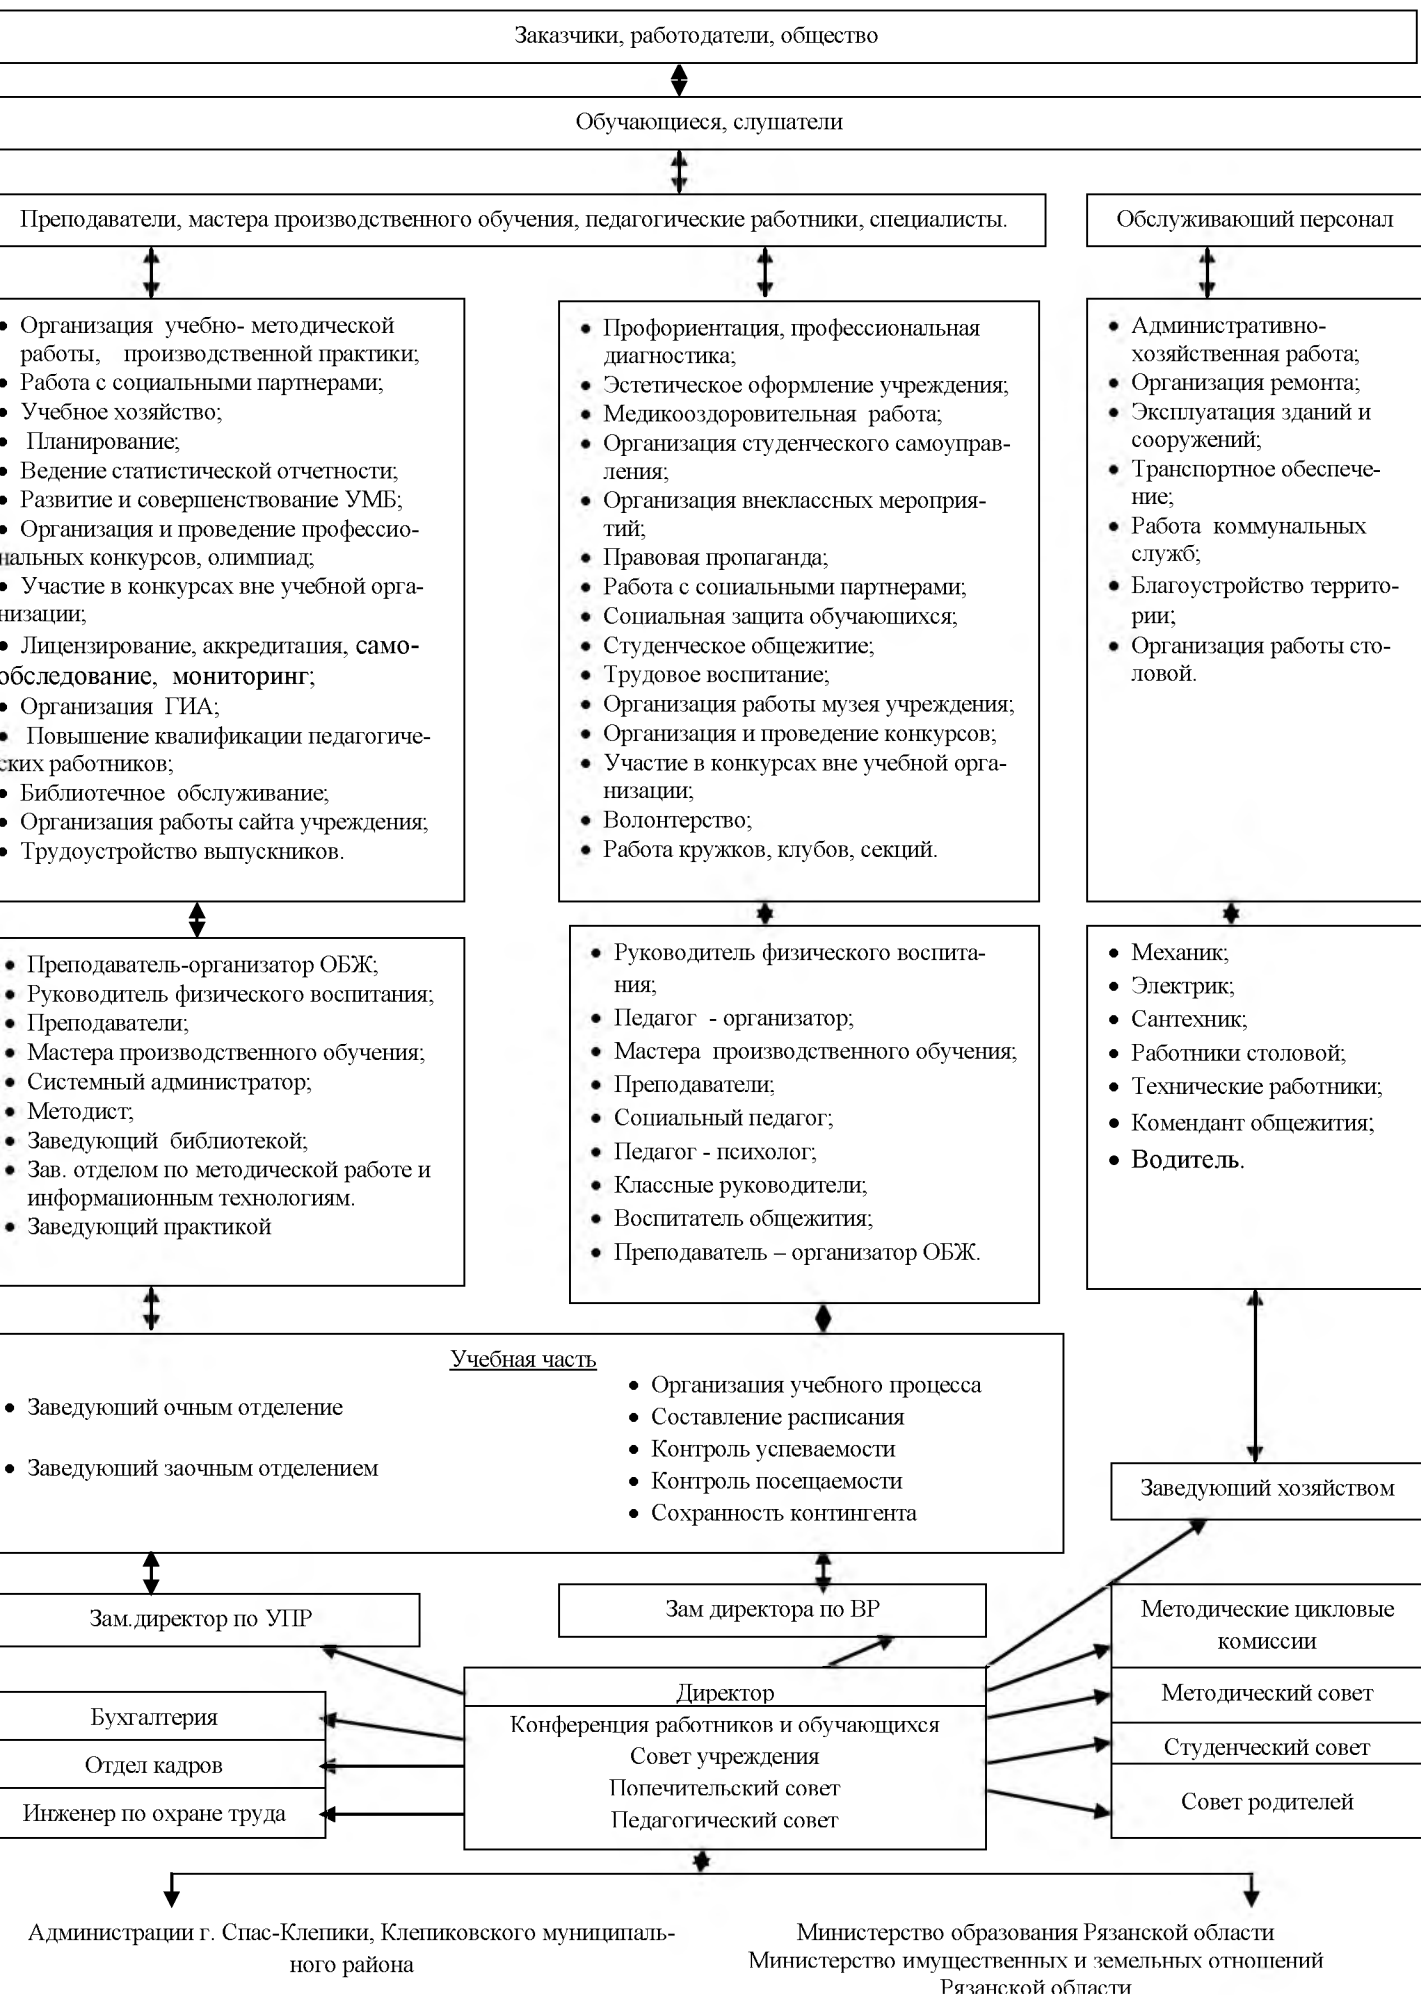 Заказчики, работодатели, общество
Обучающиеся, слушатели
Преподаватели, мастера производственного обучения, педагогические работники, специалисты.
Обслуживающий персонал
• Организация учебно- методической
работы, производственной практики;
• Работа с социальными партнерами;
• Учебное хозяйство;
• Планирование;
• Ведение статистической отчетности;
• Развитие и совершенствование УМБ;
• Организация и проведение профессио-
нальных конкурсов, олимпиад;
• Участие в конкурсах вне учебной орга-
низации;
• Лицензирование, аккредитация, само-
обследование, мониторинг;
• Организация ГИА;
• Повышение квалификации педагогиче-
ских работников;
• Библиотечное обслуживание;
• Организация работы сайта учреждения;
• Трудоустройство выпускников.
• Профориентация, профессиональная
диагностика;
• Эстетическое оформление учреждения;
• Медикооздоровительная работа;
• Организация студенческого самоуправ-
ления;
• Организация внеклассных мероприя-
тий;
• Правовая пропаганда;
• Работа с социальными партнерами;
• Социальная защита обучающихся;
• Студенческое общежитие;
• Трудовое воспитание;
• Организация работы музея учреждения;
• Организация и проведение конкурсов;
• Участие в конкурсах вне учебной орга-
низации;
• Волонтерство;
• Работа кружков, клубов, секций.
• Административно-
хозяйственная работа;
• Организация ремонта;
• Эксплуатация зданий и
сооружений;
• Транспортное обеспече-
ние;
• Работа коммунальных
служб;
• Благоустройство террито-
рии;
• Организация работы сто-
ловой.
• Преподаватель-организатор ОБЖ;
• Руководитель физического воспитания;
• Преподаватели;
• Мастера производственного обучения;
• Системный администратор;
• Методист;
• Заведующий библиотекой;
• Зав. отделом по методической работе и
информационным технологиям.
• Заведующий практикой
• Руководитель физического воспита-
ния;
• Педагог - организатор;
• Мастера производственного обучения;
• Преподаватели;
• Социальный педагог;
• Педагог - психолог;
• Классные руководители;
• Воспитатель общежития;
• Преподаватель – организатор ОБЖ.
• Механик;
• Электрик;
• Сантехник;
• Работники столовой;
• Технические работники;
• Комендант общежития;
• Водитель.
Учебная часть
• Заведующий очным отделение
• Заведующий заочным отделением
• Организация учебного процесса
• Составление расписания
• Контроль успеваемости
• Контроль посещаемости
• Сохранность контингента
Заведующий хозяйством
Зам.директор по УПР
Зам директора по ВР
Методические цикловые
комиссии
Методический совет
Студенческий совет
Совет родителей
Директор
Конференция работников и обучающихся
Совет учреждения
Попечительский совет
Педагогический совет
Бухгалтерия
Отдел кадров
Инженер по охране труда
Администрации г. Спас-Клепики, Клепиковского муниципаль-
ного района
Министерство образования Рязанской области
Министерство имущественных и земельных отношений
Рязанской области